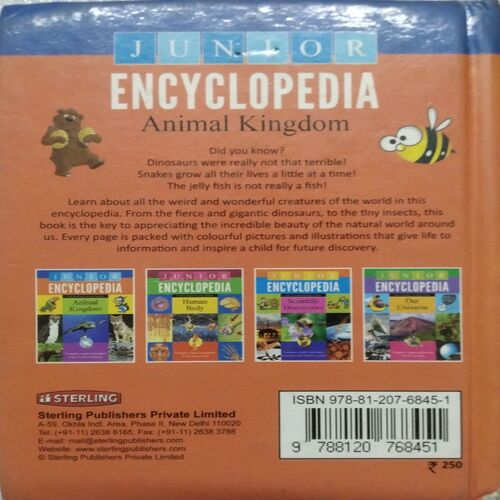 JUNIOR
ENCYCLOPEDIA
Animal Kingdom
Did you know?
Dinosaurs were really not that terrible!
Snakes grow all their lives a little at a time!
The jelly fish is not really a fish!
Learn about all the weird and wonderful creatures of the world in this
encyclopedia. From the fierce and gigantic dinosaurs, to the tiny insects, this
book is the key to appreciating the incredible beauty of the natural world around
us. Every page is packed with colourful pictures and illustrations that give life to
information and inspire a child for future discovery.
JUNIOR
ENCYCLOPEDIA
Animal
Kingdom
JUNIOR
ENCYCLOPEDIA
Human
Body
JUNIOR
ENCYCLOPEDIA
Scientific
Discoveries
JUNIOR
ENCYCLOPEDIA
Our
Universe
STERLING
Sterling Publishers Private Limited
A-59, Okhla Indl. Area, Phase II, New Delhi 110020
Tel. (+91-11) 2638 6165; Fax: (+91-11) 2638 3788
E-mail: mail@sterlingpublishers.com
Website: www.sterlingpublishers.com
© Sterling Publishers Private Limited
ISBN 978-81-207-6845-1
9 788120 768451
₹ 250